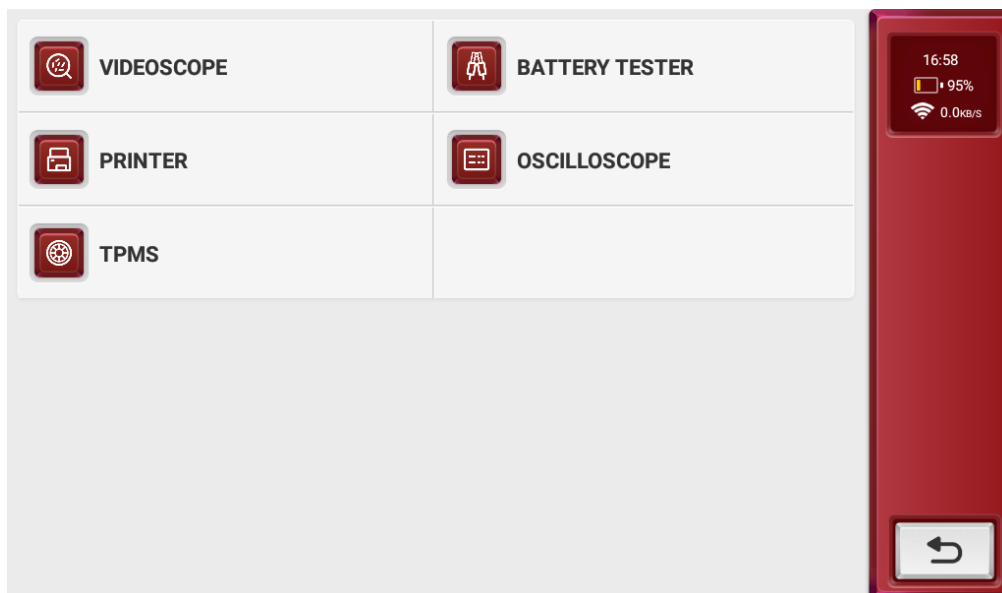 VIDEOSCOPE
BATTERY TESTER
PRINTER
OSCILLOSCOPE
TPMS
16:58
95%
0.0KB/S